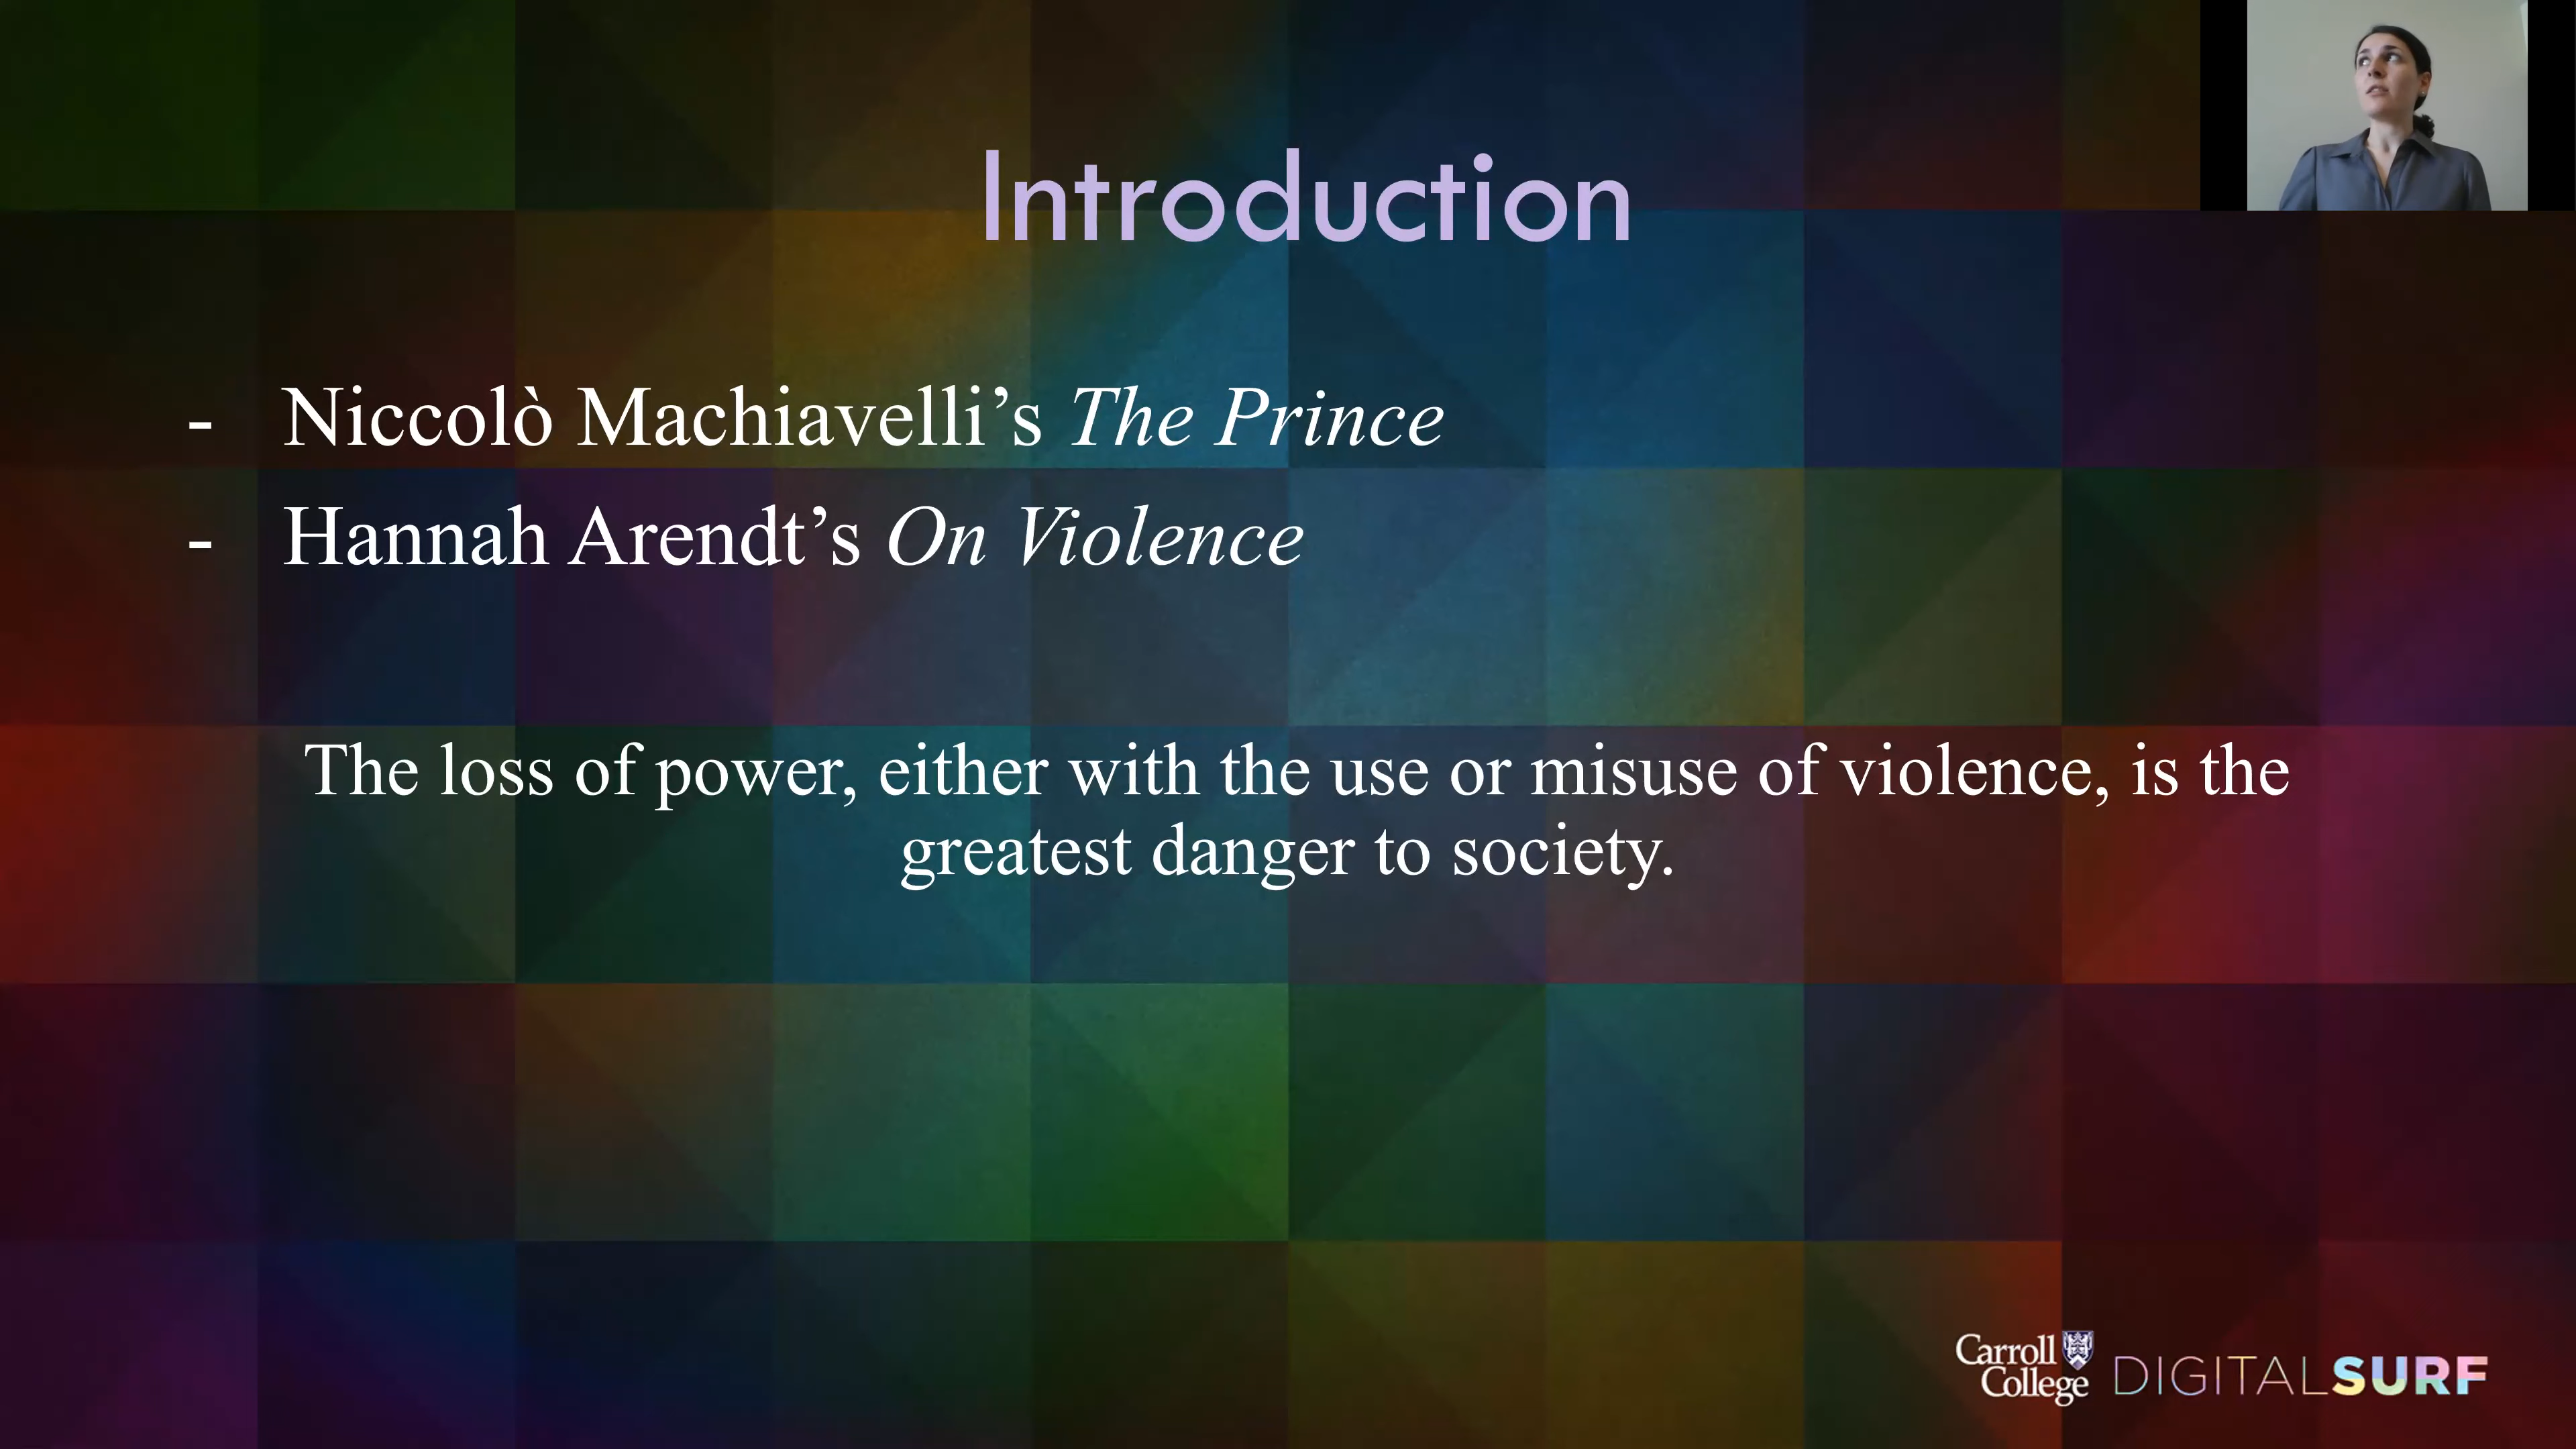 Introduction
- Niccolò Machiavelli’s The Prince
- Hannah Arendt’s On Violence
The loss of power, either with the use or misuse of violence, is the
greatest danger to society.
Carroll
College
DIGITALSURF